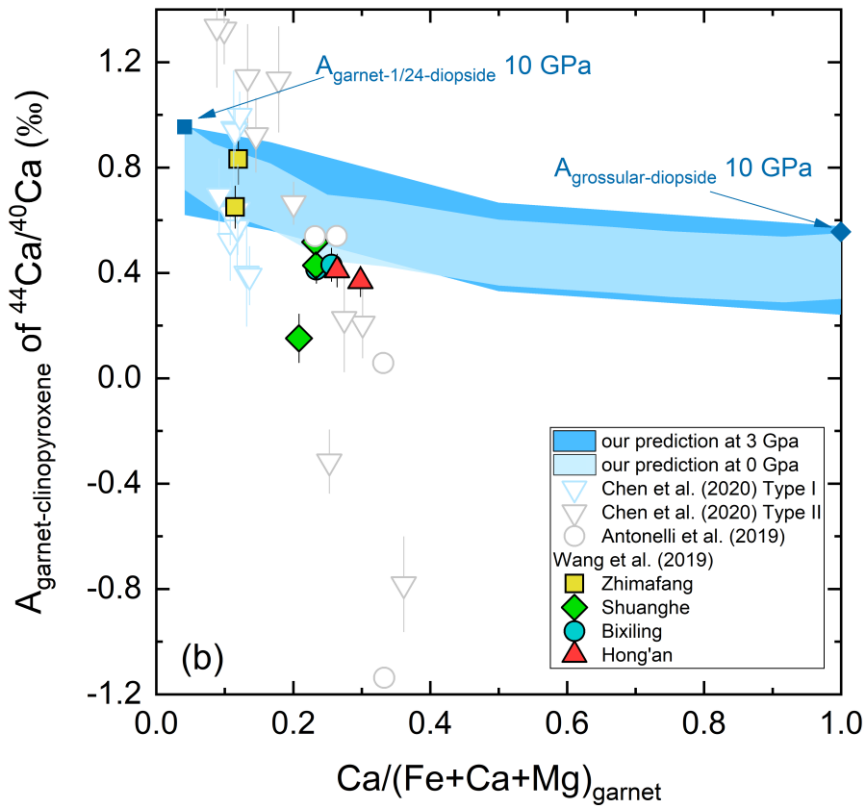 A_garnet-1/24-diopside 10 GPa
A_grossular-diopside 10 GPa
A_garnet-clinopyroxene of ⁴⁴Ca/⁴⁰Ca (‰)
1.2
0.8
0.4
0.0
-0.4
-0.8
-1.2
our prediction at 3 Gpa
our prediction at 0 Gpa
Chen et al. (2020) Type I
Chen et al. (2020) Type II
Antonelli et al. (2019)
Wang et al. (2019)
Zhimafang
Shuanghe
Bixiling
Hong'an
(b)
0.0 0.2 0.4 0.6 0.8 1.0
Ca/(Fe+Ca+Mg)_garnet